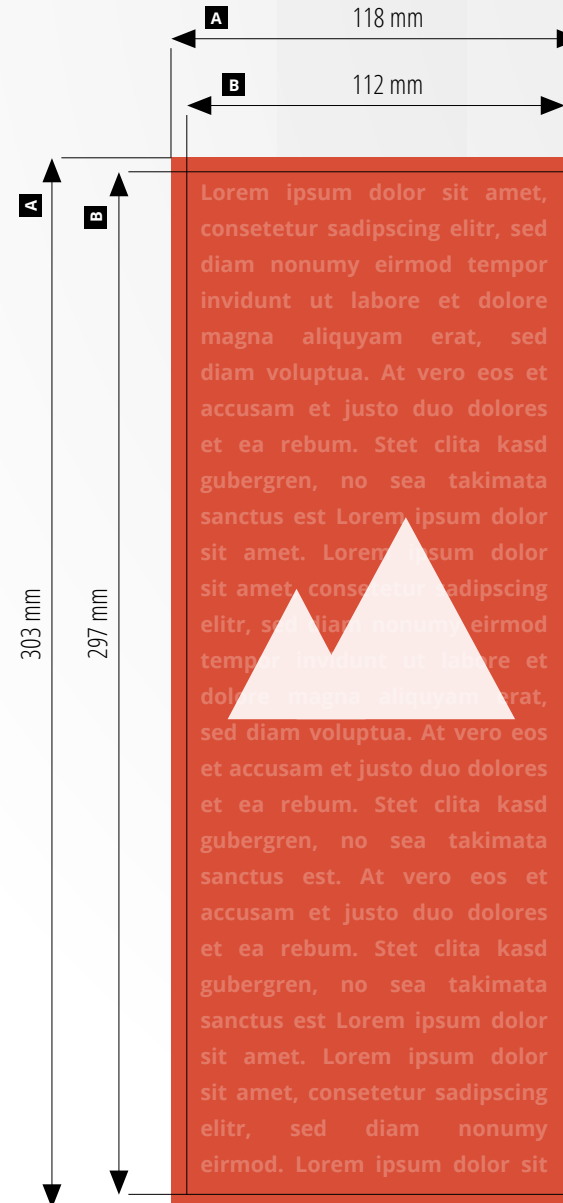 A
118 mm
B
112 mm
A
B
303 mm
297 mm
Lorem ipsum dolor sit amet,
consetetur sadipscing elitr, sed
diam nonumy eirmod tempor
invidunt ut labore et dolore
magna aliquyam erat, sed
diam voluptua. At vero eos et
accusam et justo duo dolores
et ea rebum. Stet clita kasd
gubergren, no sea takimata
sanctus est Lorem ipsum dolor
sit amet. Lorem ipsum dolor
sit amet, consetetur sadipscing
elitr, sed diam nonumy eirmod
tempor invidunt ut labore et
dolore magna aliquyam erat,
sed diam voluptua. At vero eos
et accusam et justo duo dolores
et ea rebum. Stet clita kasd
gubergren, no sea takimata
sanctus est. At vero eos et
accusam et justo duo dolores
et ea rebum. Stet clita kasd
gubergren, no sea takimata
sanctus est Lorem ipsum dolor
sit amet. Lorem ipsum dolor
sit amet, consetetur sadipscing
elitr, sed diam nonumy
eirmod. Lorem ipsum dolor sit